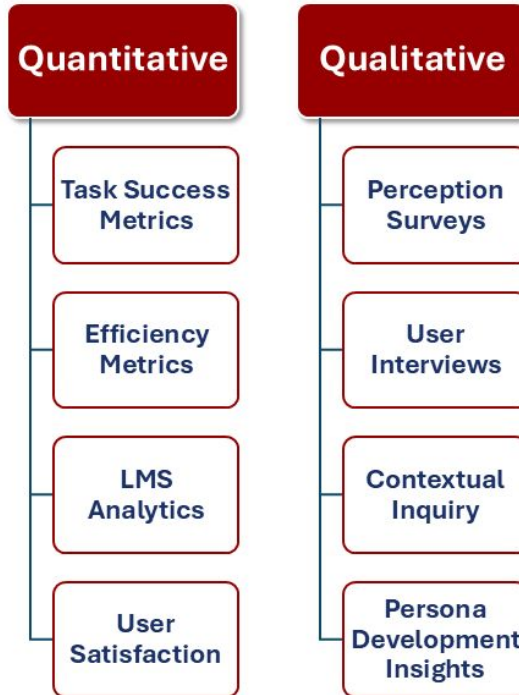 Quantitative
Task Success
Metrics
Efficiency
Metrics
LMS
Analytics
User
Satisfaction
Qualitative
Perception
Surveys
User
Interviews
Contextual
Inquiry
Persona
Development
Insights